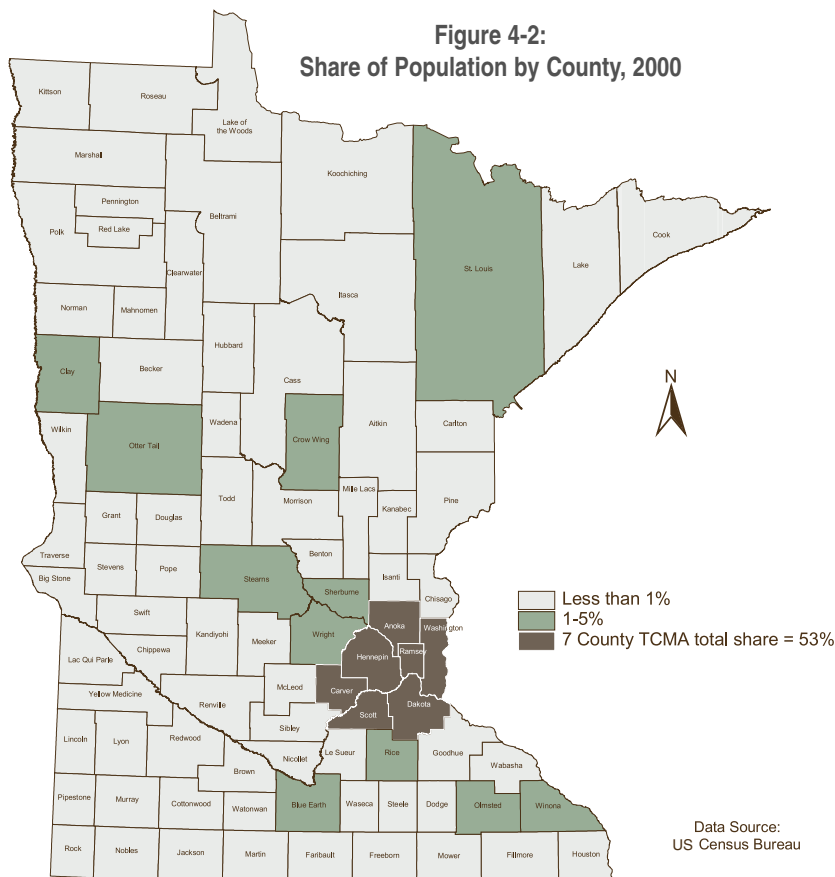 Figure 4-2:
Share of Population by County, 2000
Kittson
Roseau
Lake of
the Woods
Marshall
Koochiching
Pennington
Red Lake
Polk
Beltrami
Clearwater
St. Louis
Lake
Cook
Itasca
Norman
Mahnomen
Hubbard
Cass
Clay
Becker
N
Wilkin
Otter Tail
Wadena
Crow Wing
Aitkin
Carlton
Todd
Morrison
Mille Lacs
Kanabec
Pine
Grant
Douglas
Traverse
Stevens
Pope
Benton
Isanti
Big Stone
Stearns
Sherburne
Chisago
Less than 1%
Swift
Anoka
Washington
1-5%
Kandiyohi
Meeker
Wright
7 County TCMA total share = 53%
Chippewa
Hennepin
Ramsey
Lac Qui Parle
McLeod
Carver
Yellow Medicine
Renville
Dakota
Scott
Sibley
Lincoln
Lyon
Redwood
Nicollet
Le Sueur
Rice
Goodhue
Wabasha
Brown
Pipestone
Murray
Cottonwood
Watonwan
Blue Earth
Waseca
Steele
Dodge
Olmsted
Winona
Data Source:
US Census Bureau
Rock
Nobles
Jackson
Martin
Faribault
Freeborn
Mower
Fillmore
Houston